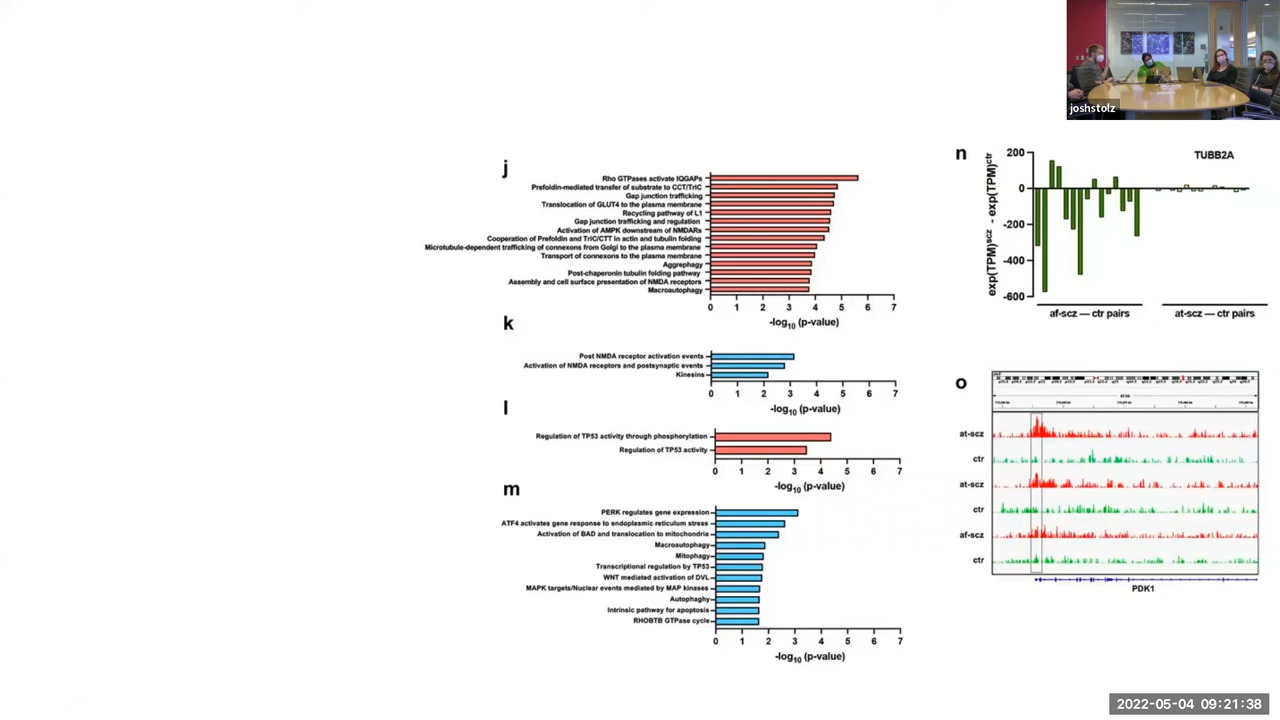 joshstolz
j
Rho GTPases activate IQGAPs
Prefoldin-mediated transfer of substrate to CCT/TriC
Gap junction trafficking
Translocation of GLUT4 to the plasma membrane
Recycling pathway of L1
Gap junction trafficking and regulation
Activation of AMPK downstream of NMDARs
Cooperation of Prefoldin and TriC/CTT in actin and tubulin folding
Microtubule-dependent trafficking of connexons from Golgi to the plasma membrane
Transport of connexons to the plasma membrane
Aggrephagy
Post-chaperonin tubulin folding pathway
Assembly and cell surface presentation of NMDA receptors
Macroautophagy
0 1 2 3 4 5 6 7
-log10 (p-value)
k
Post NMDA receptor activation events
Activation of NMDA receptors and postsynaptic events
Kinesins
0 1 2 3 4 5 6 7
-log10 (p-value)
l
Regulation of TP53 activity through phosphorylation
Regulation of TP53 activity
0 1 2 3 4 5 6 7
-log10 (p-value)
m
PERK regulates gene expression
ATF4 activates gene response to endoplasmic reticulum stress
Activation of BAD and translocation to mitochondria
Macroautophagy
Mitophagy
Transcriptional regulation by TP53
WNT mediated activation of DVL
MAPK targets/Nuclear events mediated by MAP kinases
Autophaghy
Intrinsic pathway for apoptosis
RHOBTB GTPase cycle
0 1 2 3 4 5 6 7
-log10 (p-value)
n
TUBB2A
exp(TPM)scz - exp(TPM)ctr
200
0
-200
-400
-600
af-scz — ctr pairs
at-scz — ctr pairs
o
at-scz
ctr
at-scz
ctr
af-scz
ctr
PDK1
2022-05-04 09:21:38